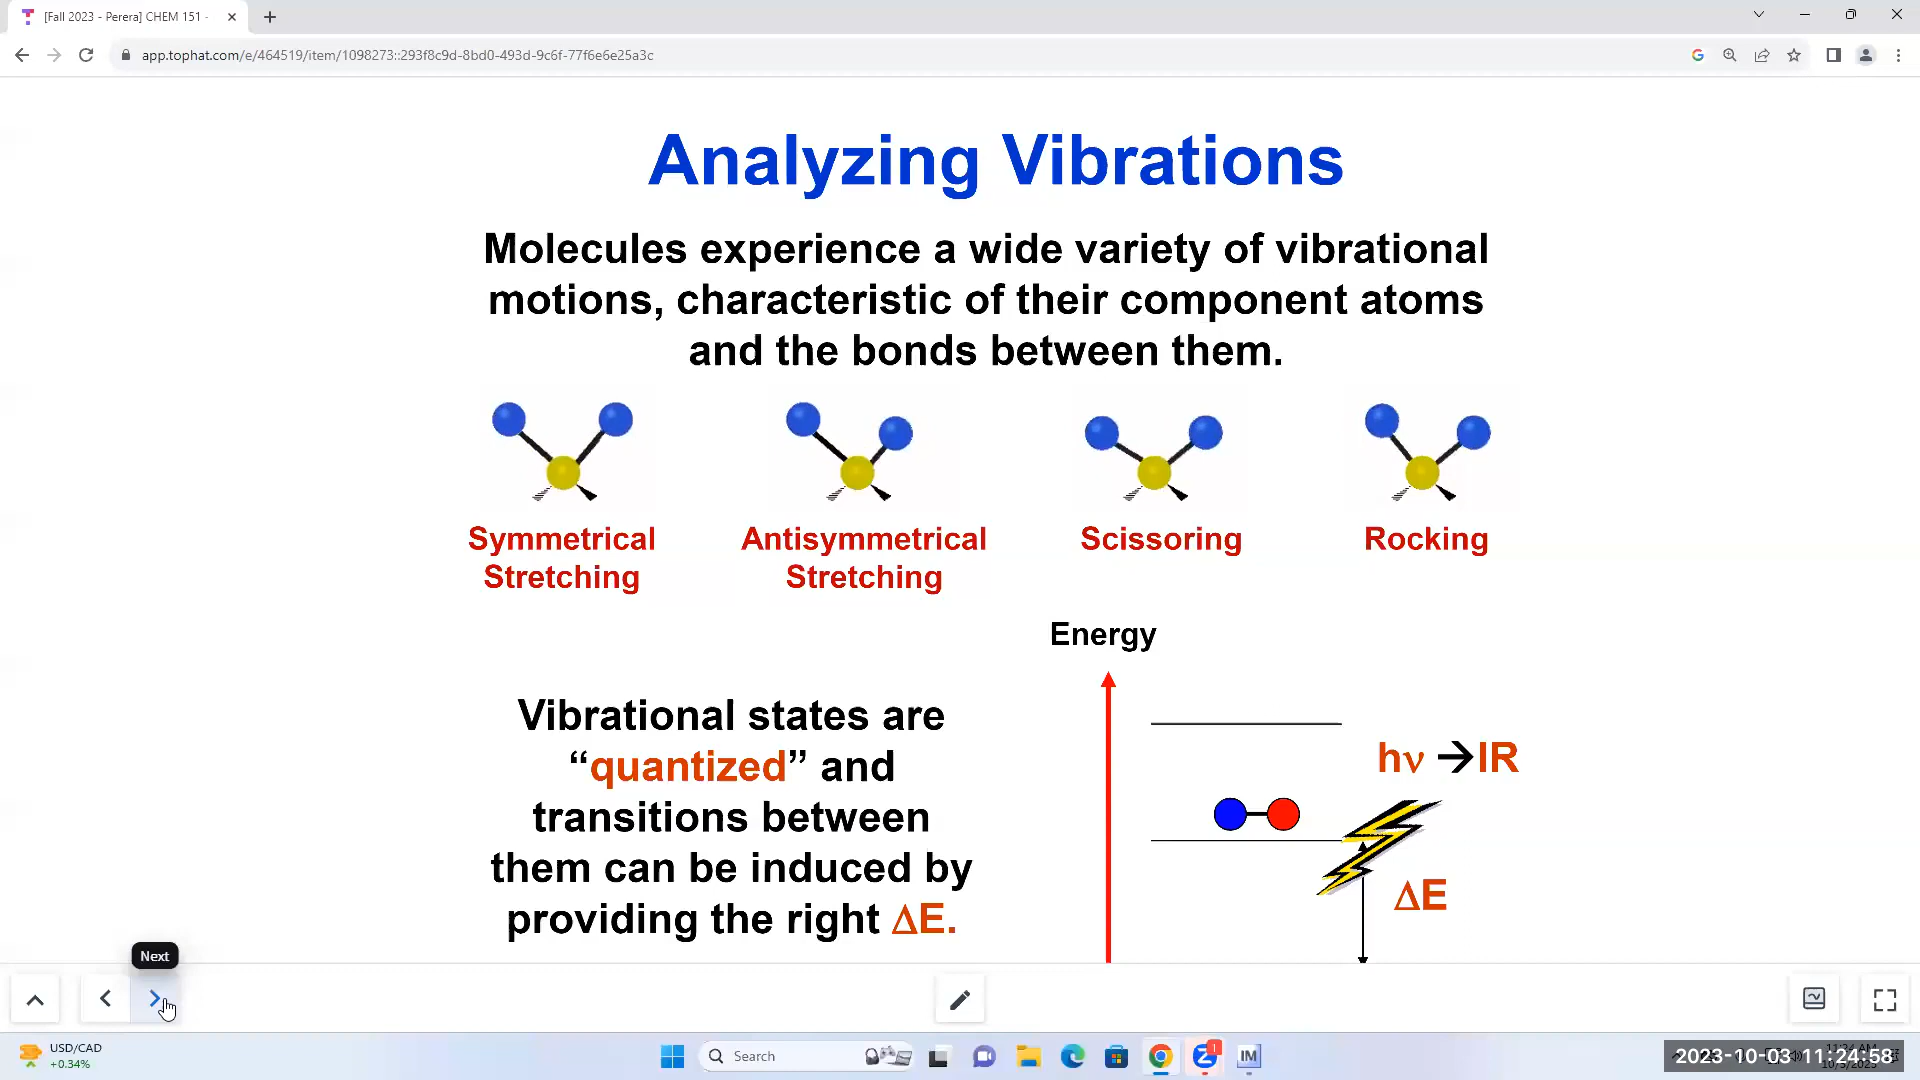 [Fall 2023 - Perera] CHEM 151 -
app.tophat.com/e/464519/item/1098273::293f8c9d-8bd0-493d-9c6f-77f6e6e25a3c
Analyzing Vibrations
Molecules experience a wide variety of vibrational
motions, characteristic of their component atoms
and the bonds between them.
Symmetrical
Stretching
Antisymmetrical
Stretching
Scissoring
Rocking
Energy
Vibrational states are
“quantized” and
transitions between
them can be induced by
providing the right ΔE.
hν →IR
ΔE
Next
USD/CAD
+0.34%
Search
1
IM
2023-10-03 11:24:58